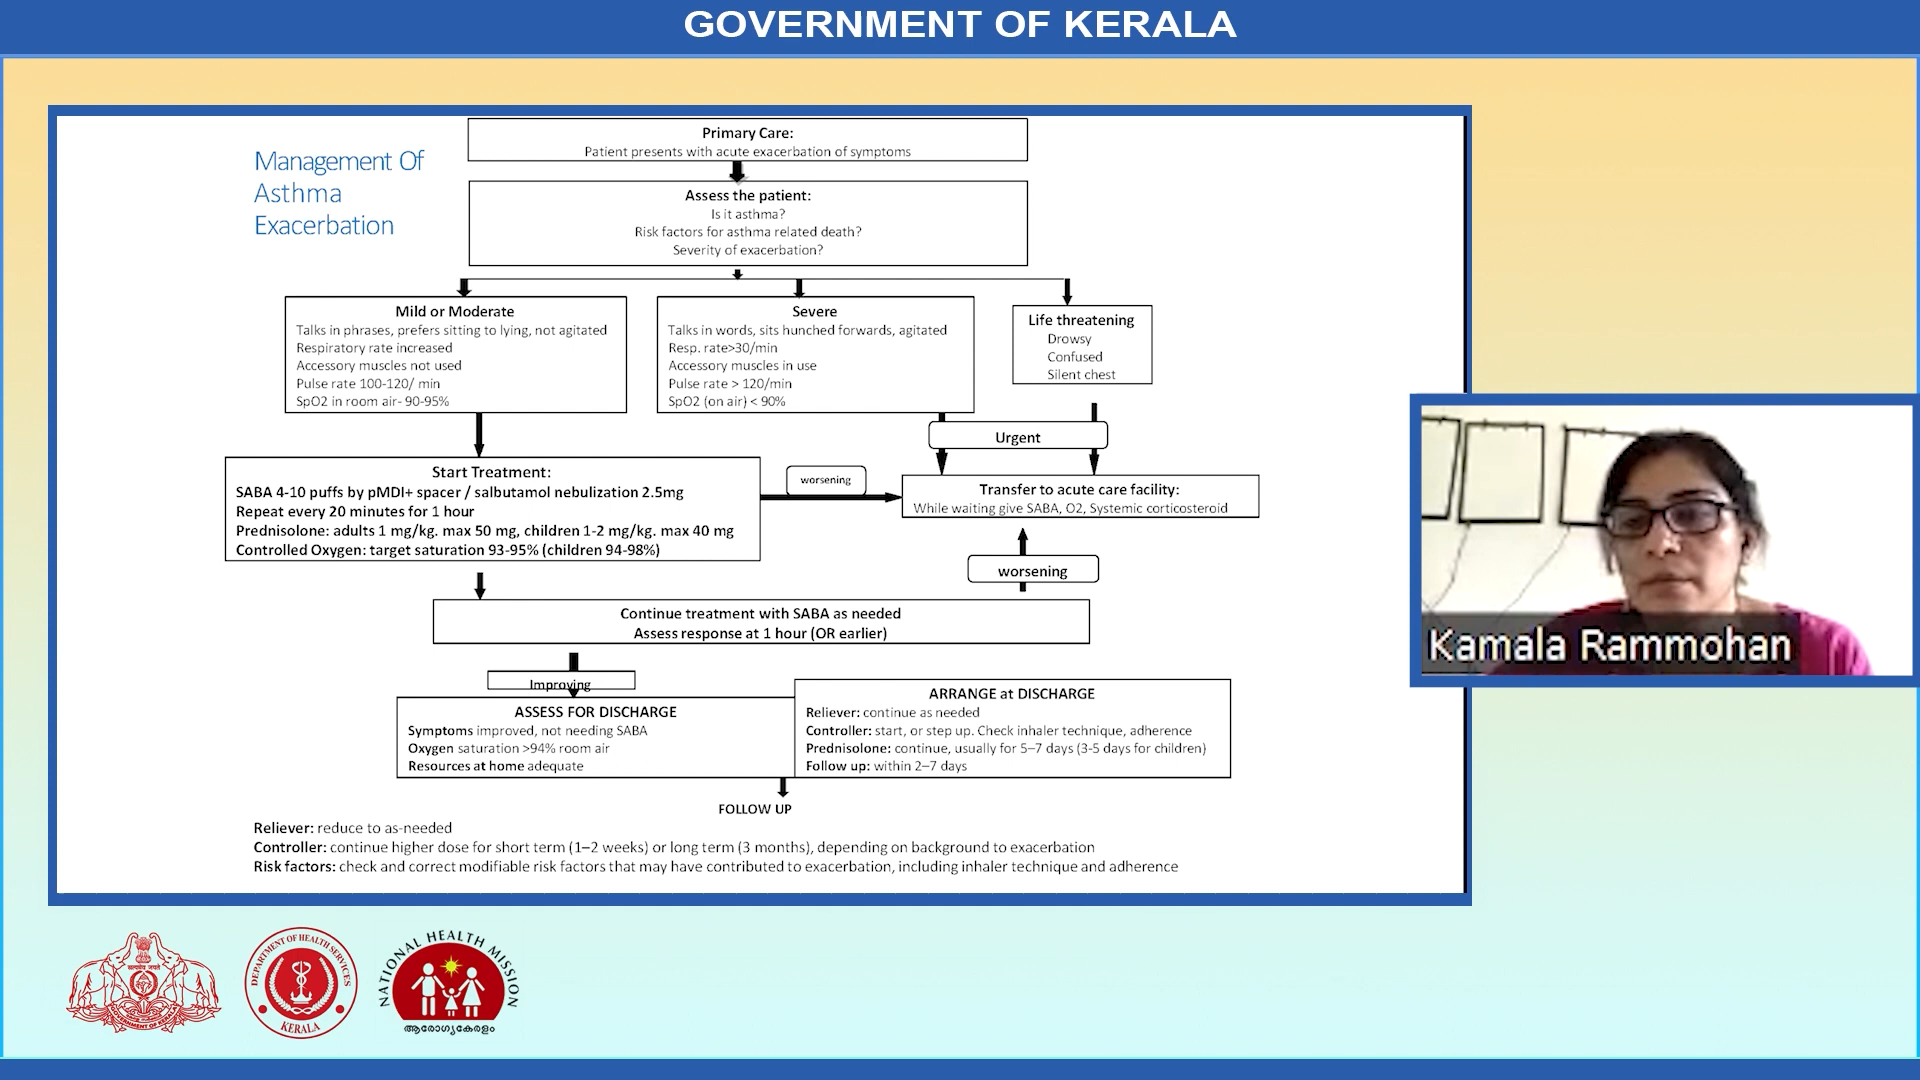 GOVERNMENT OF KERALA
Management Of
Asthma
Exacerbation
Primary Care:
Patient presents with acute exacerbation of symptoms
Assess the patient:
Is it asthma?
Risk factors for asthma related death?
Severity of exacerbation?
Mild or Moderate
Talks in phrases, prefers sitting to lying, not agitated
Respiratory rate increased
Accessory muscles not used
Pulse rate 100-120/ min
SpO2 in room air- 90-95%
Severe
Talks in words, sits hunched forwards, agitated
Resp. rate>30/min
Accessory muscles in use
Pulse rate > 120/min
SpO2 (on air) < 90%
Life threatening
Drowsy
Confused
Silent chest
Urgent
Start Treatment:
SABA 4-10 puffs by pMDI+ spacer / salbutamol nebulization 2.5mg
Repeat every 20 minutes for 1 hour
Prednisolone: adults 1 mg/kg. max 50 mg, children 1-2 mg/kg. max 40 mg
Controlled Oxygen: target saturation 93-95% (children 94-98%)
worsening
Transfer to acute care facility:
While waiting give SABA, O2, Systemic corticosteroid
worsening
Continue treatment with SABA as needed
Assess response at 1 hour (OR earlier)
Improving
ASSESS FOR DISCHARGE
Symptoms improved, not needing SABA
Oxygen saturation >94% room air
Resources at home adequate
ARRANGE at DISCHARGE
Reliever: continue as needed
Controller: start, or step up. Check inhaler technique, adherence
Prednisolone: continue, usually for 5–7 days (3-5 days for children)
Follow up: within 2–7 days
FOLLOW UP
Reliever: reduce to as-needed
Controller: continue higher dose for short term (1–2 weeks) or long term (3 months), depending on background to exacerbation
Risk factors: check and correct modifiable risk factors that may have contributed to exacerbation, including inhaler technique and adherence
Kamala Rammohan
GOVERNMENT OF KERALA
DEPARTMENT OF HEALTH SERVICES
KERALA
NATIONAL HEALTH MISSION
ആരോഗ്യകേരളം